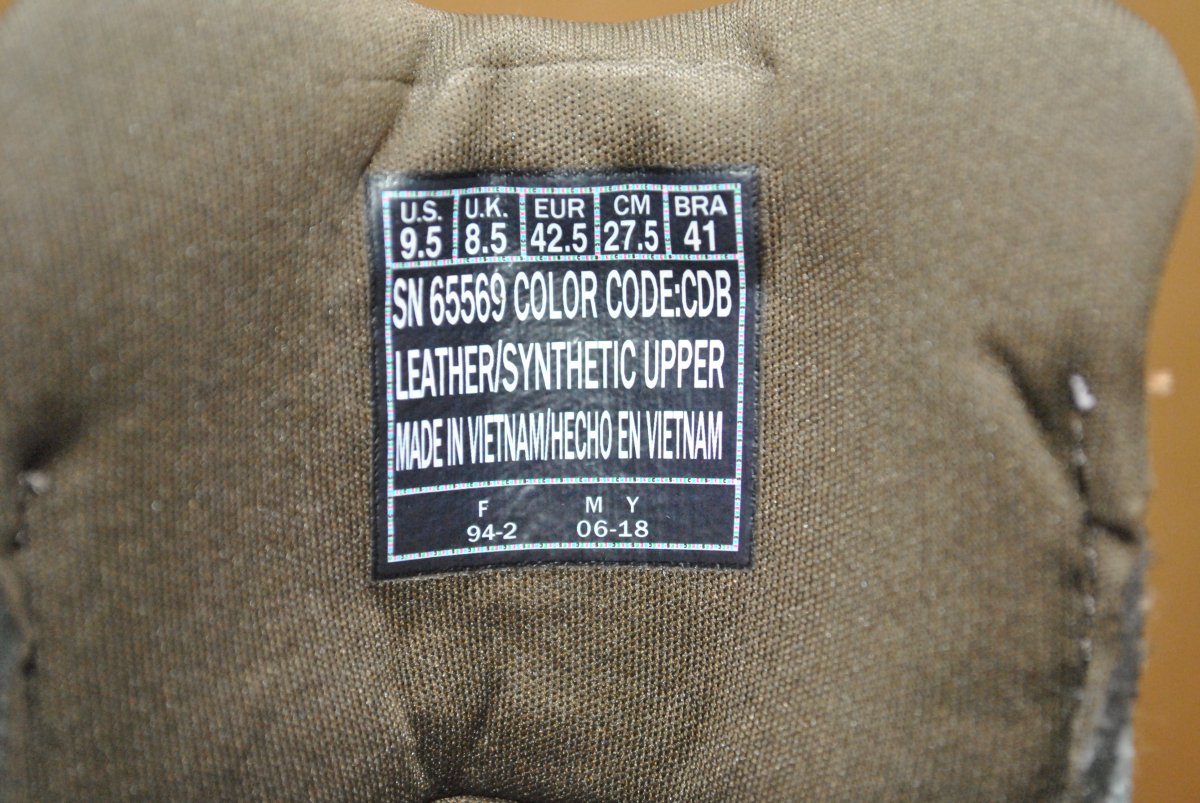 U.S. U.K. EUR CM BRA
9.5 8.5 42.5 27.5 41
SN 65569 COLOR CODE:CDB
LEATHER/SYNTHETIC UPPER
MADE IN VIETNAM/HECHO EN VIETNAM
F M Y
94-2 06-18